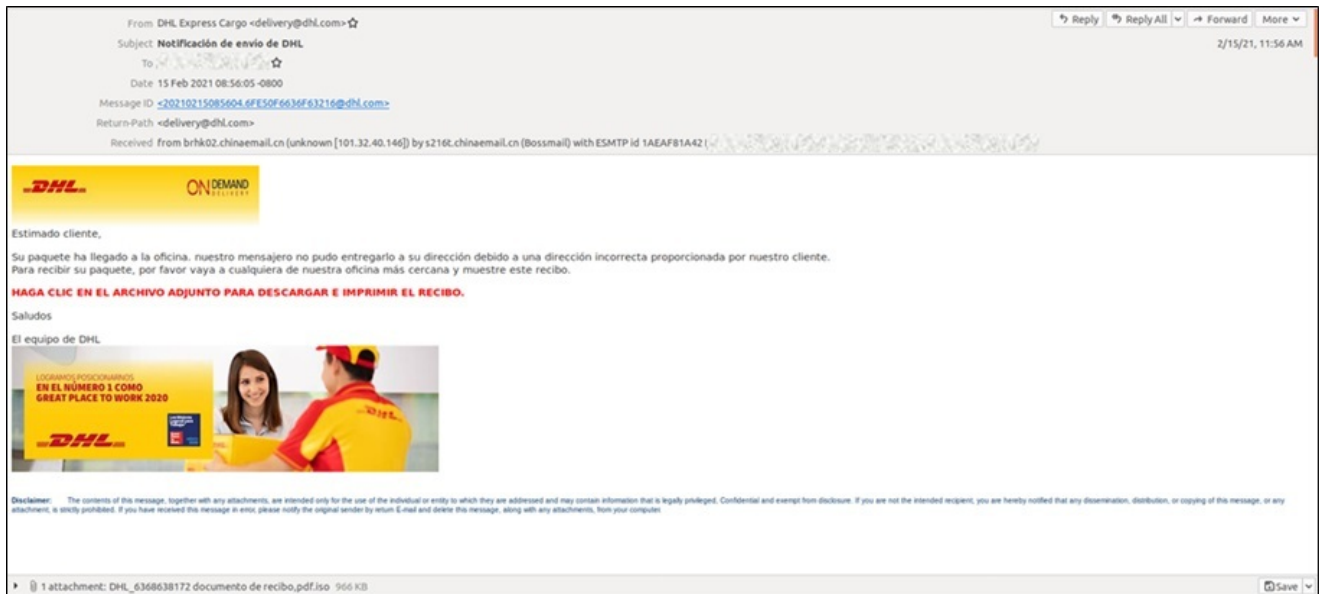 From DHL Express Cargo <delivery@dhl.com>
Reply Reply All Forward More
Subject Notificación de envio de DHL
2/15/21, 11:56 AM
To
Date 15 Feb 2021 08:56:05 -0800
Message ID <20210215085604.6FE50F6636F63216@dhl.com>
Return-Path <delivery@dhl.com>
Received from brhk02.chinaemail.cn (unknown [101.32.40.146]) by s216t.chinaemail.cn (Bossmail) with ESMTP id 1AEAF81A42
DHL ON DEMAND
DELIVERY
Estimado cliente,
Su paquete ha llegado a la oficina. nuestro mensajero no pudo entregarlo a su dirección debido a una dirección incorrecta proporcionada por nuestro cliente.
Para recibir su paquete, por favor vaya a cualquiera de nuestra oficina más cercana y muestre este recibo.
HAGA CLIC EN EL ARCHIVO ADJUNTO PARA DESCARGAR E IMPRIMIR EL RECIBO.
Saludos
El equipo de DHL
LOGRAMOS POSICIONARNOS
EN EL NÚMERO 1 COMO
GREAT PLACE TO WORK 2020
DHL
DHL
Disclaimer: The contents of this message, together with any attachments, are intended only for the use of the individual or entity to which they are addressed and may contain information that is legally privileged, Confidential and exempt from disclosure. If you are not the intended recipient, you are hereby notified that any dissemination, distribution, or copying of this message, or any
attachment, is strictly prohibited. If you have received this message in error, please notify the original sender by return E-mail and delete this message, along with any attachments, from your computer.
1 attachment: DHL_6368638172 documento de recibo,pdf.iso 966 KB
Save